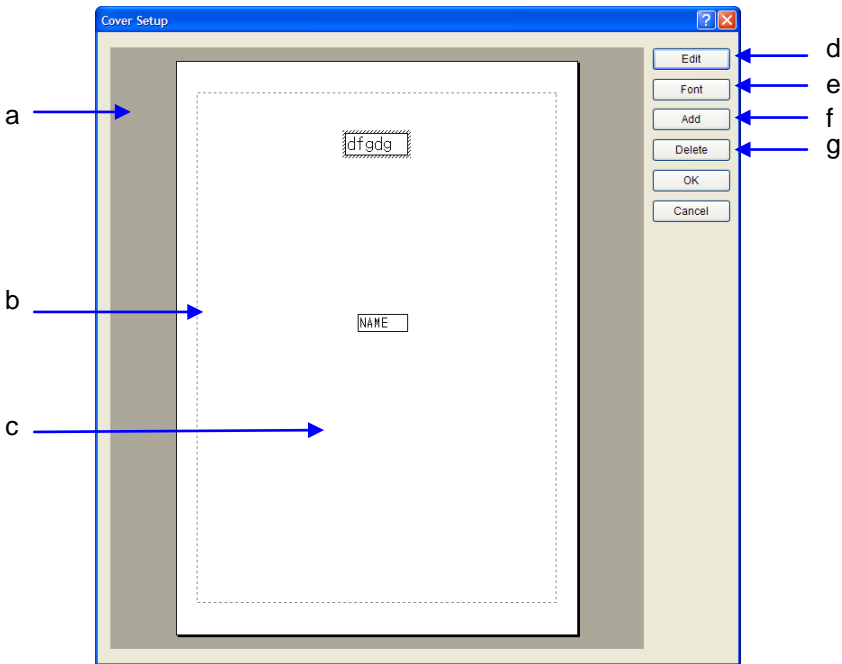 Cover Setup
?
Edit
d
Font
e
Add
f
Delete
g
OK
Cancel
a
dfgdg
b
NAME
c